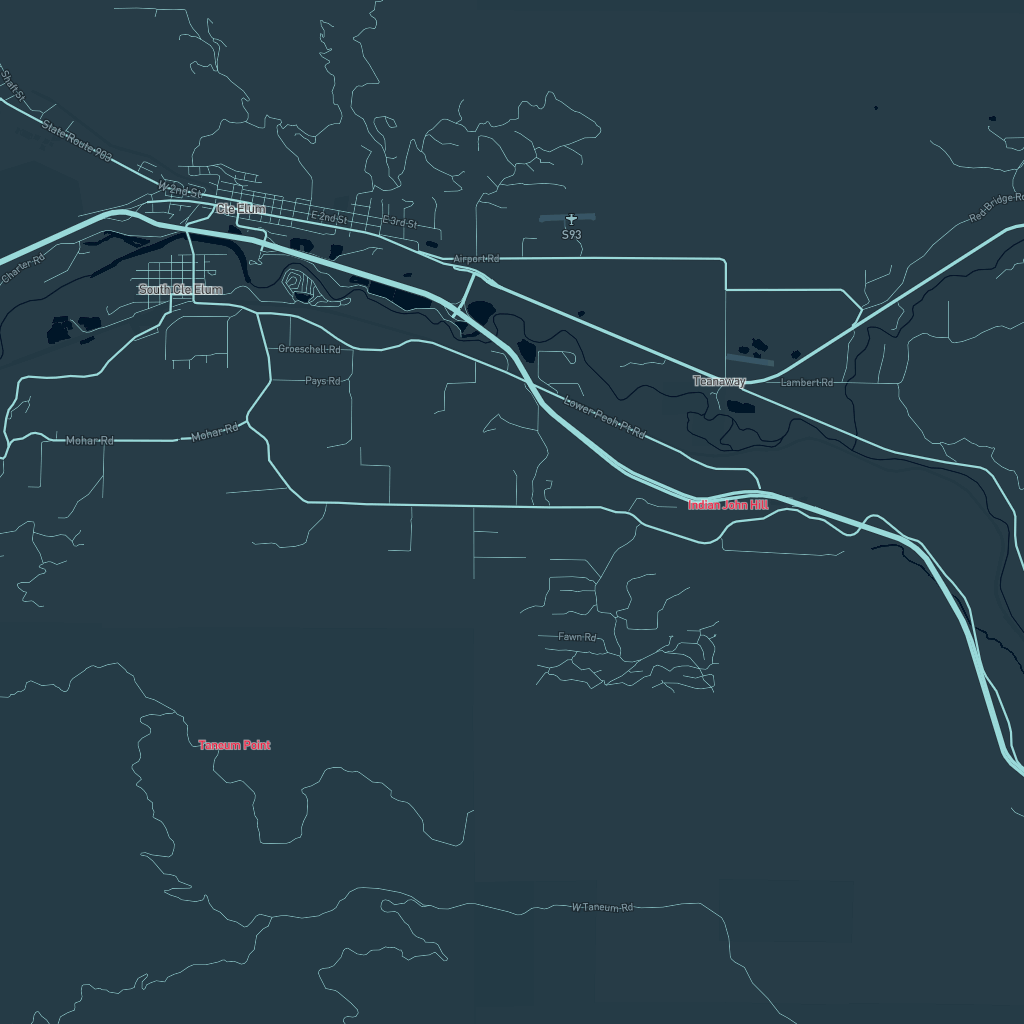 Shaft St
State Route 903
W 2nd St
Cle Elum
E 2nd St
E 3rd St
S93
Red Bridge Rd
Airport Rd
Charter Rd
South Cle Elum
Groeschell Rd
Pays Rd
Teanaway
Lambert Rd
Lower Peoh Pt Rd
Mohar Rd
Mohar Rd
Indian John Hill
Fawn Rd
Taneum Point
W Taneum Rd